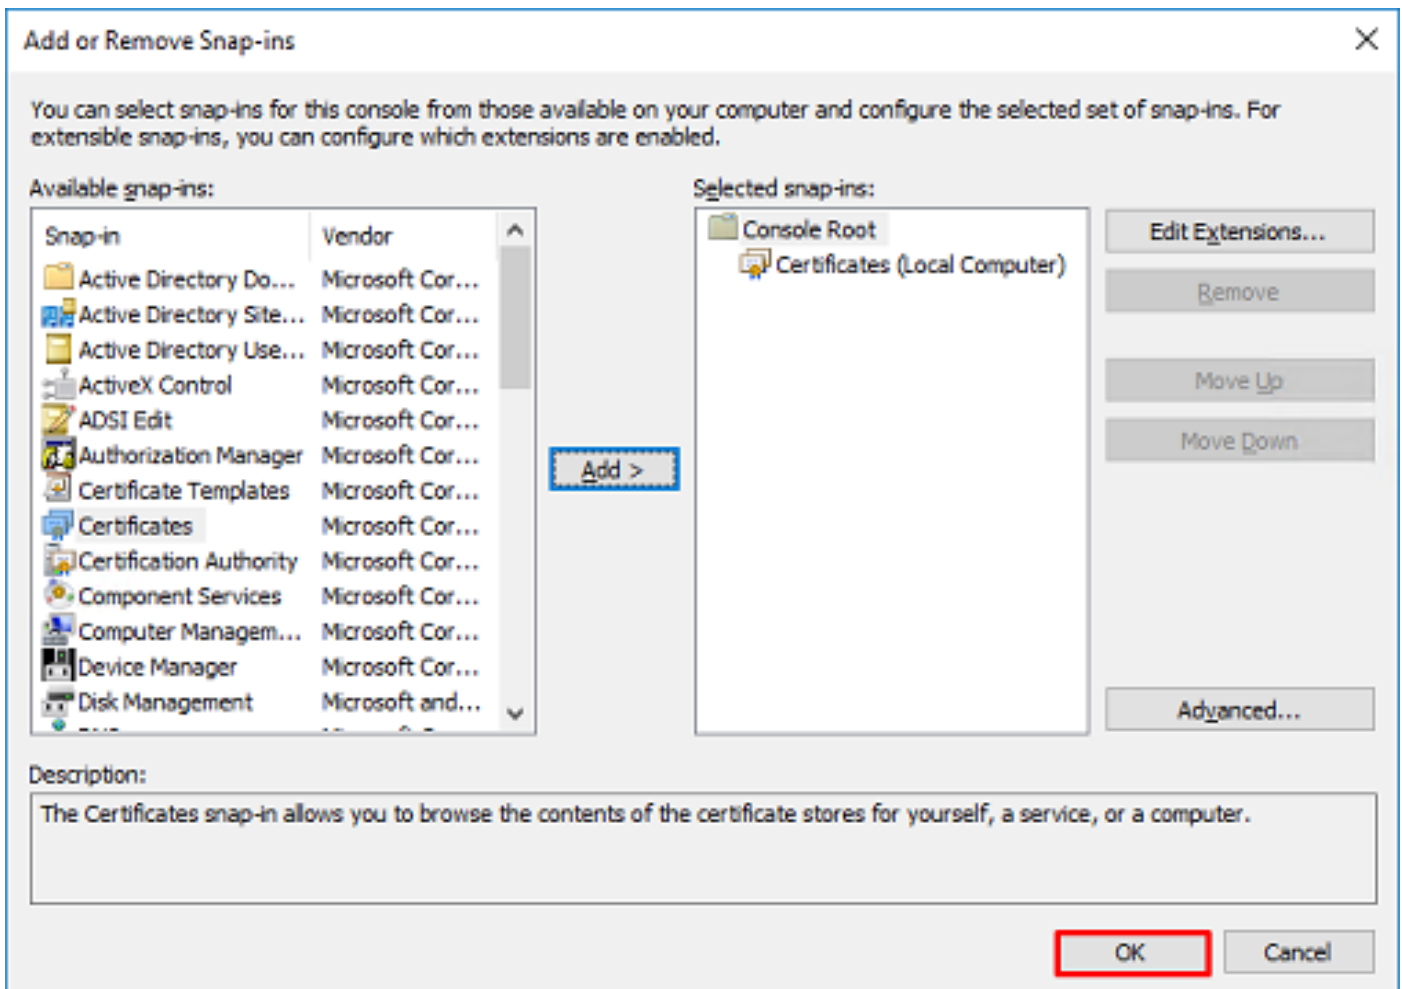 Add or Remove Snap-ins
You can select snap-ins for this console from those available on your computer and configure the selected set of snap-ins. For
extensible snap-ins, you can configure which extensions are enabled.
Available snap-ins:
Snap-in Vendor
Active Directory Do... Microsoft Cor...
Active Directory Site... Microsoft Cor...
Active Directory Use... Microsoft Cor...
ActiveX Control Microsoft Cor...
ADSI Edit Microsoft Cor...
Authorization Manager Microsoft Cor...
Certificate Templates Microsoft Cor...
Certificates Microsoft Cor...
Certification Authority Microsoft Cor...
Component Services Microsoft Cor...
Computer Managem... Microsoft Cor...
Device Manager Microsoft Cor...
Disk Management Microsoft and...
Add >
Selected snap-ins:
Console Root
Certificates (Local Computer)
Edit Extensions...
Remove
Move Up
Move Down
Advanced...
Description:
The Certificates snap-in allows you to browse the contents of the certificate stores for yourself, a service, or a computer.
OK
Cancel